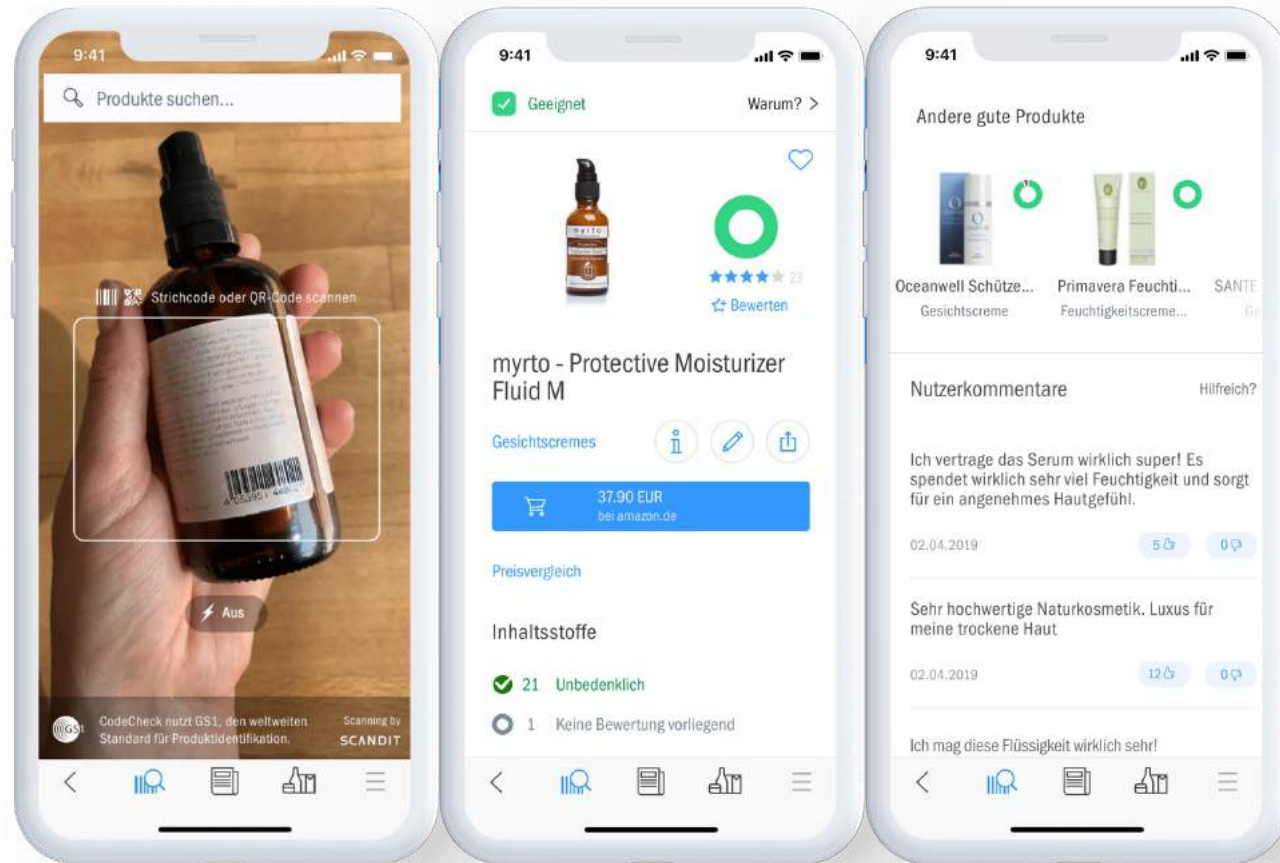 9:41
Produkte suchen...
Strichcode oder QR-Code scannen
Aus
GS1
CodeCheck nutzt GS1, den weltweiten
Standard für Produktidentifikation.
Scanning by
SCANDIT
9:41
Geeignet
Warum? >
myrto
23
Bewerten
myrto - Protective Moisturizer
Fluid M
Gesichtscremes
37.90 EUR
bei amazon.de
Preisvergleich
Inhaltsstoffe
21 Unbedenklich
1 Keine Bewertung vorliegend
9:41
Andere gute Produkte
Oceanwell Schütze...
Gesichtscreme
Primavera Feuchti...
Feuchtigkeitscreme...
SANTE
Nutzerkommentare
Hilfreich?
Ich vertrage das Serum wirklich super! Es
spendet wirklich sehr viel Feuchtigkeit und sorgt
für ein angenehmes Hautgefühl.
02.04.2019
5
0
Sehr hochwertige Naturkosmetik. Luxus für
meine trockene Haut
02.04.2019
12
0
Ich mag diese Flüssigkeit wirklich sehr!